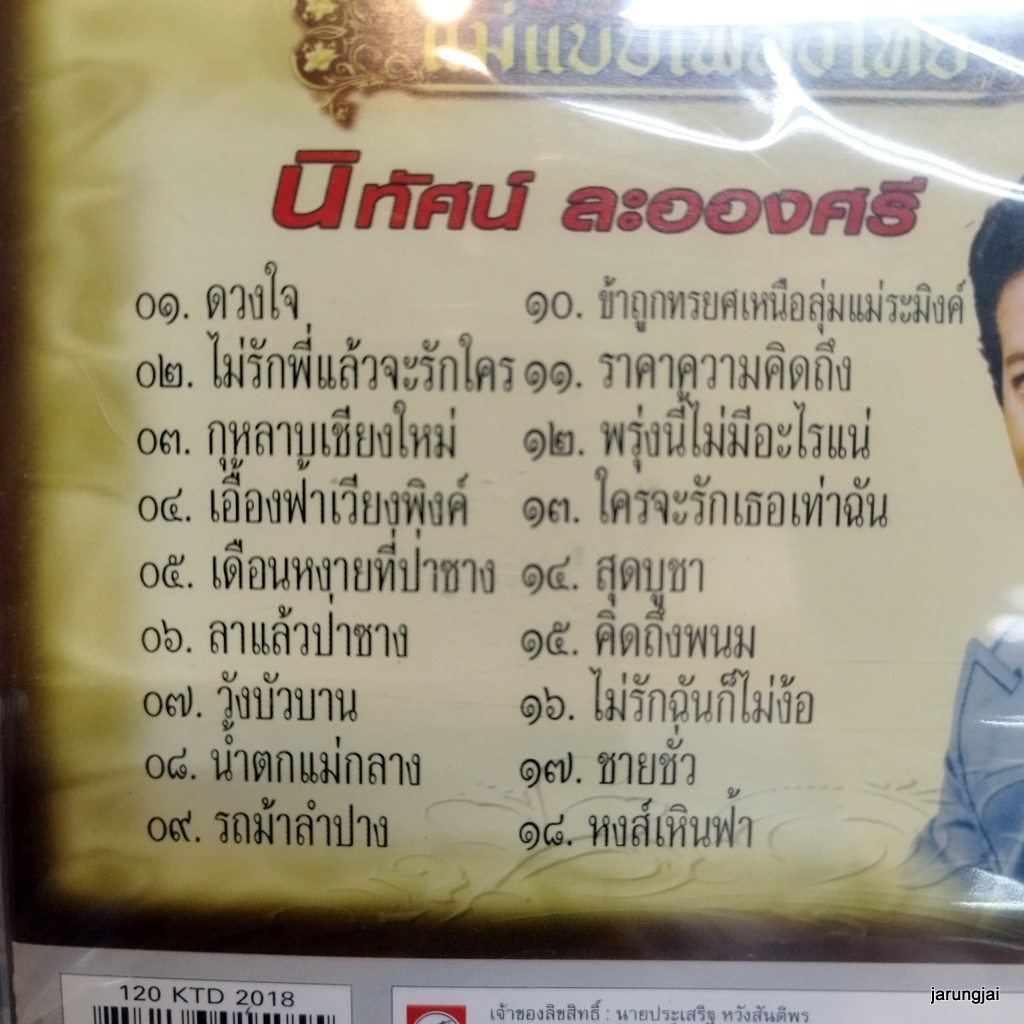 แม่แบบเพลงไทย
นิทัศน์ ละอองศรี
๐๑. ดวงใจ
๐๒. ไม่รักพี่แล้วจะรักใคร
๐๓. กุหลาบเชียงใหม่
๐๔. เอื้องฟ้าเวียงพิงค์
๐๕. เดือนหงายที่ป่าซาง
๐๖. ลาแล้วป่าซาง
๐๗. วังบัวบาน
๐๘. น้ำตกแม่กลาง
๐๙. รถม้าลำปาง
๑๐. ข้าถูกทรยศเหนือลุ่มแม่ระมิงค์
๑๑. ราคาความคิดถึง
๑๒. พรุ่งนี้ไม่มีอะไรแน่
๑๓. ใครจะรักเธอเท่าฉัน
๑๔. สุดบูชา
๑๕. คิดถึงพนม
๑๖. ไม่รักฉันก็ไม่ง้อ
๑๗. ชายชั่ว
๑๘. หงส์เหินฟ้า
120 KTD 2018
เจ้าของลิขสิทธิ์ : นายประเสริฐ หวังสันติพร
jarungjai